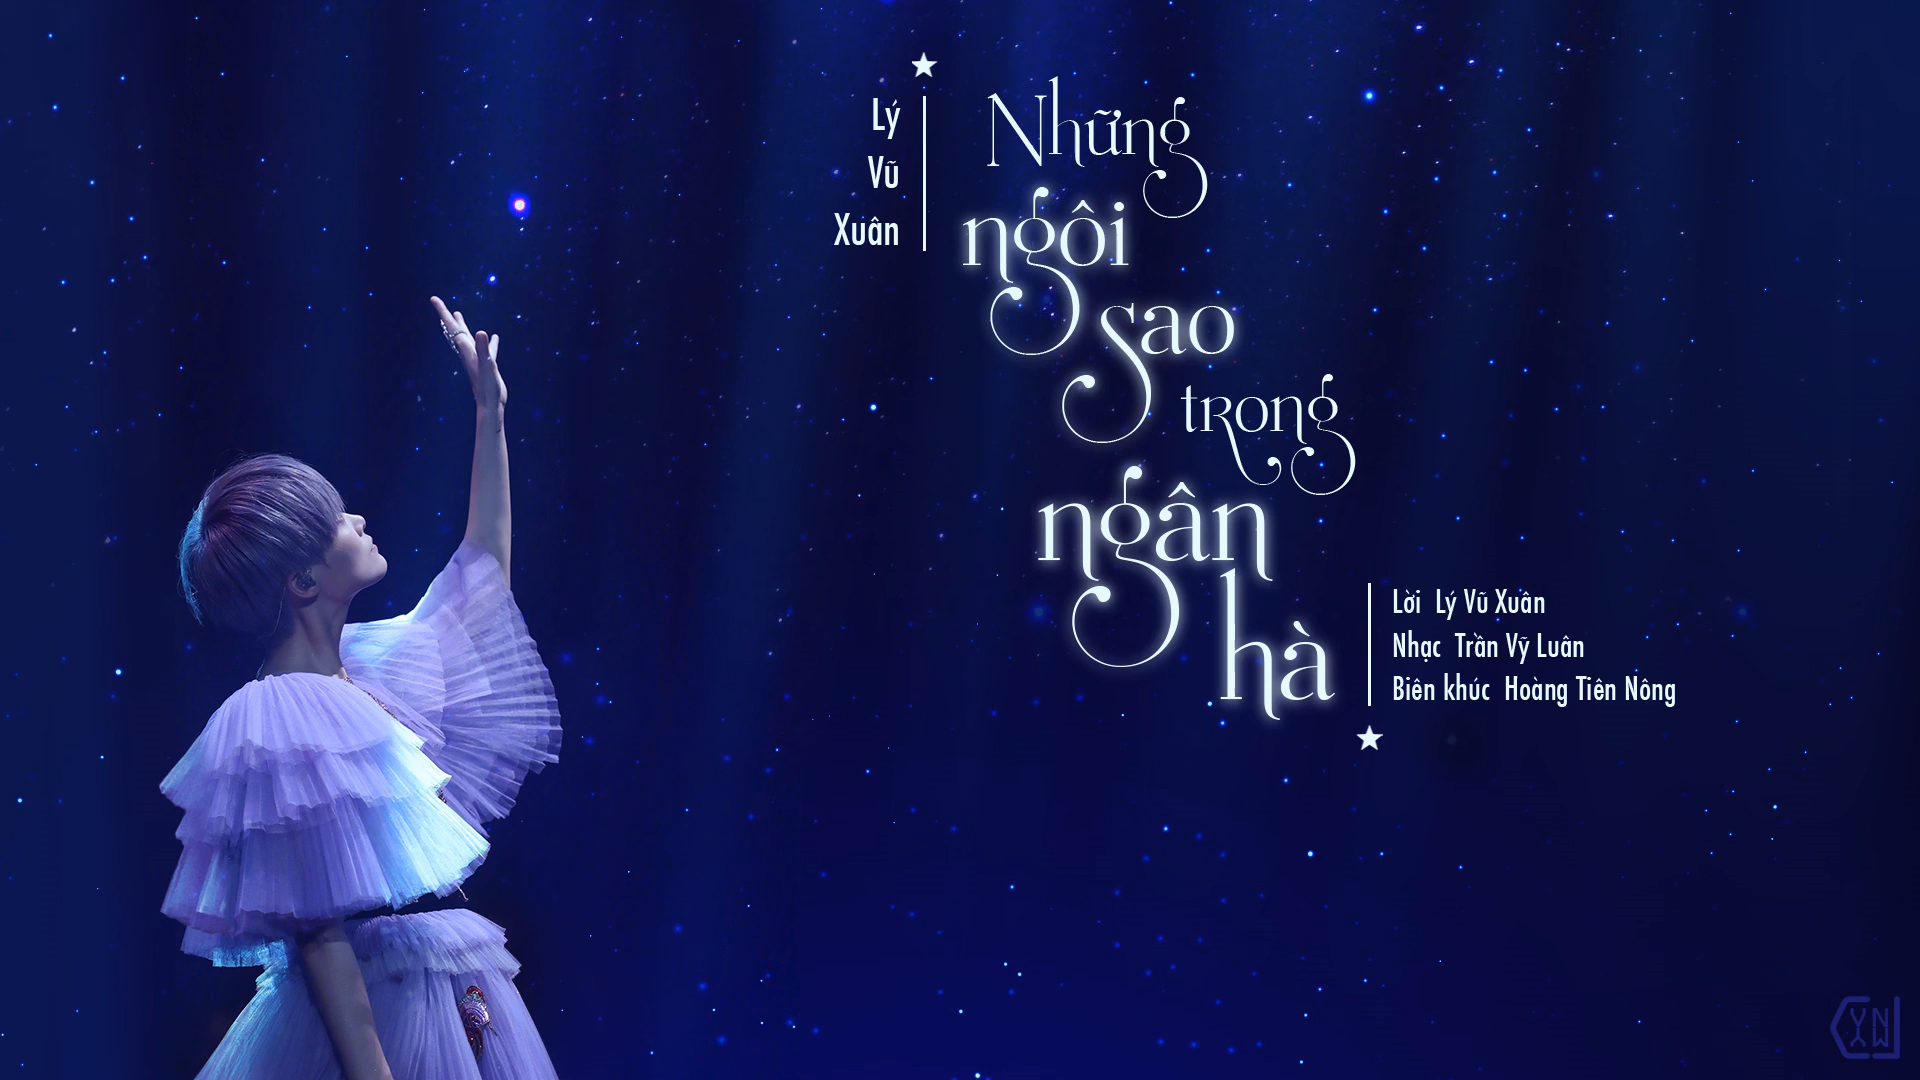 Lý
Vũ
Xuân
Những
ngôi
sao
trong
ngân
hà
Lời Lý Vũ Xuân
Nhạc Trần Vỹ Luân
Biên khúc Hoàng Tiên Nông